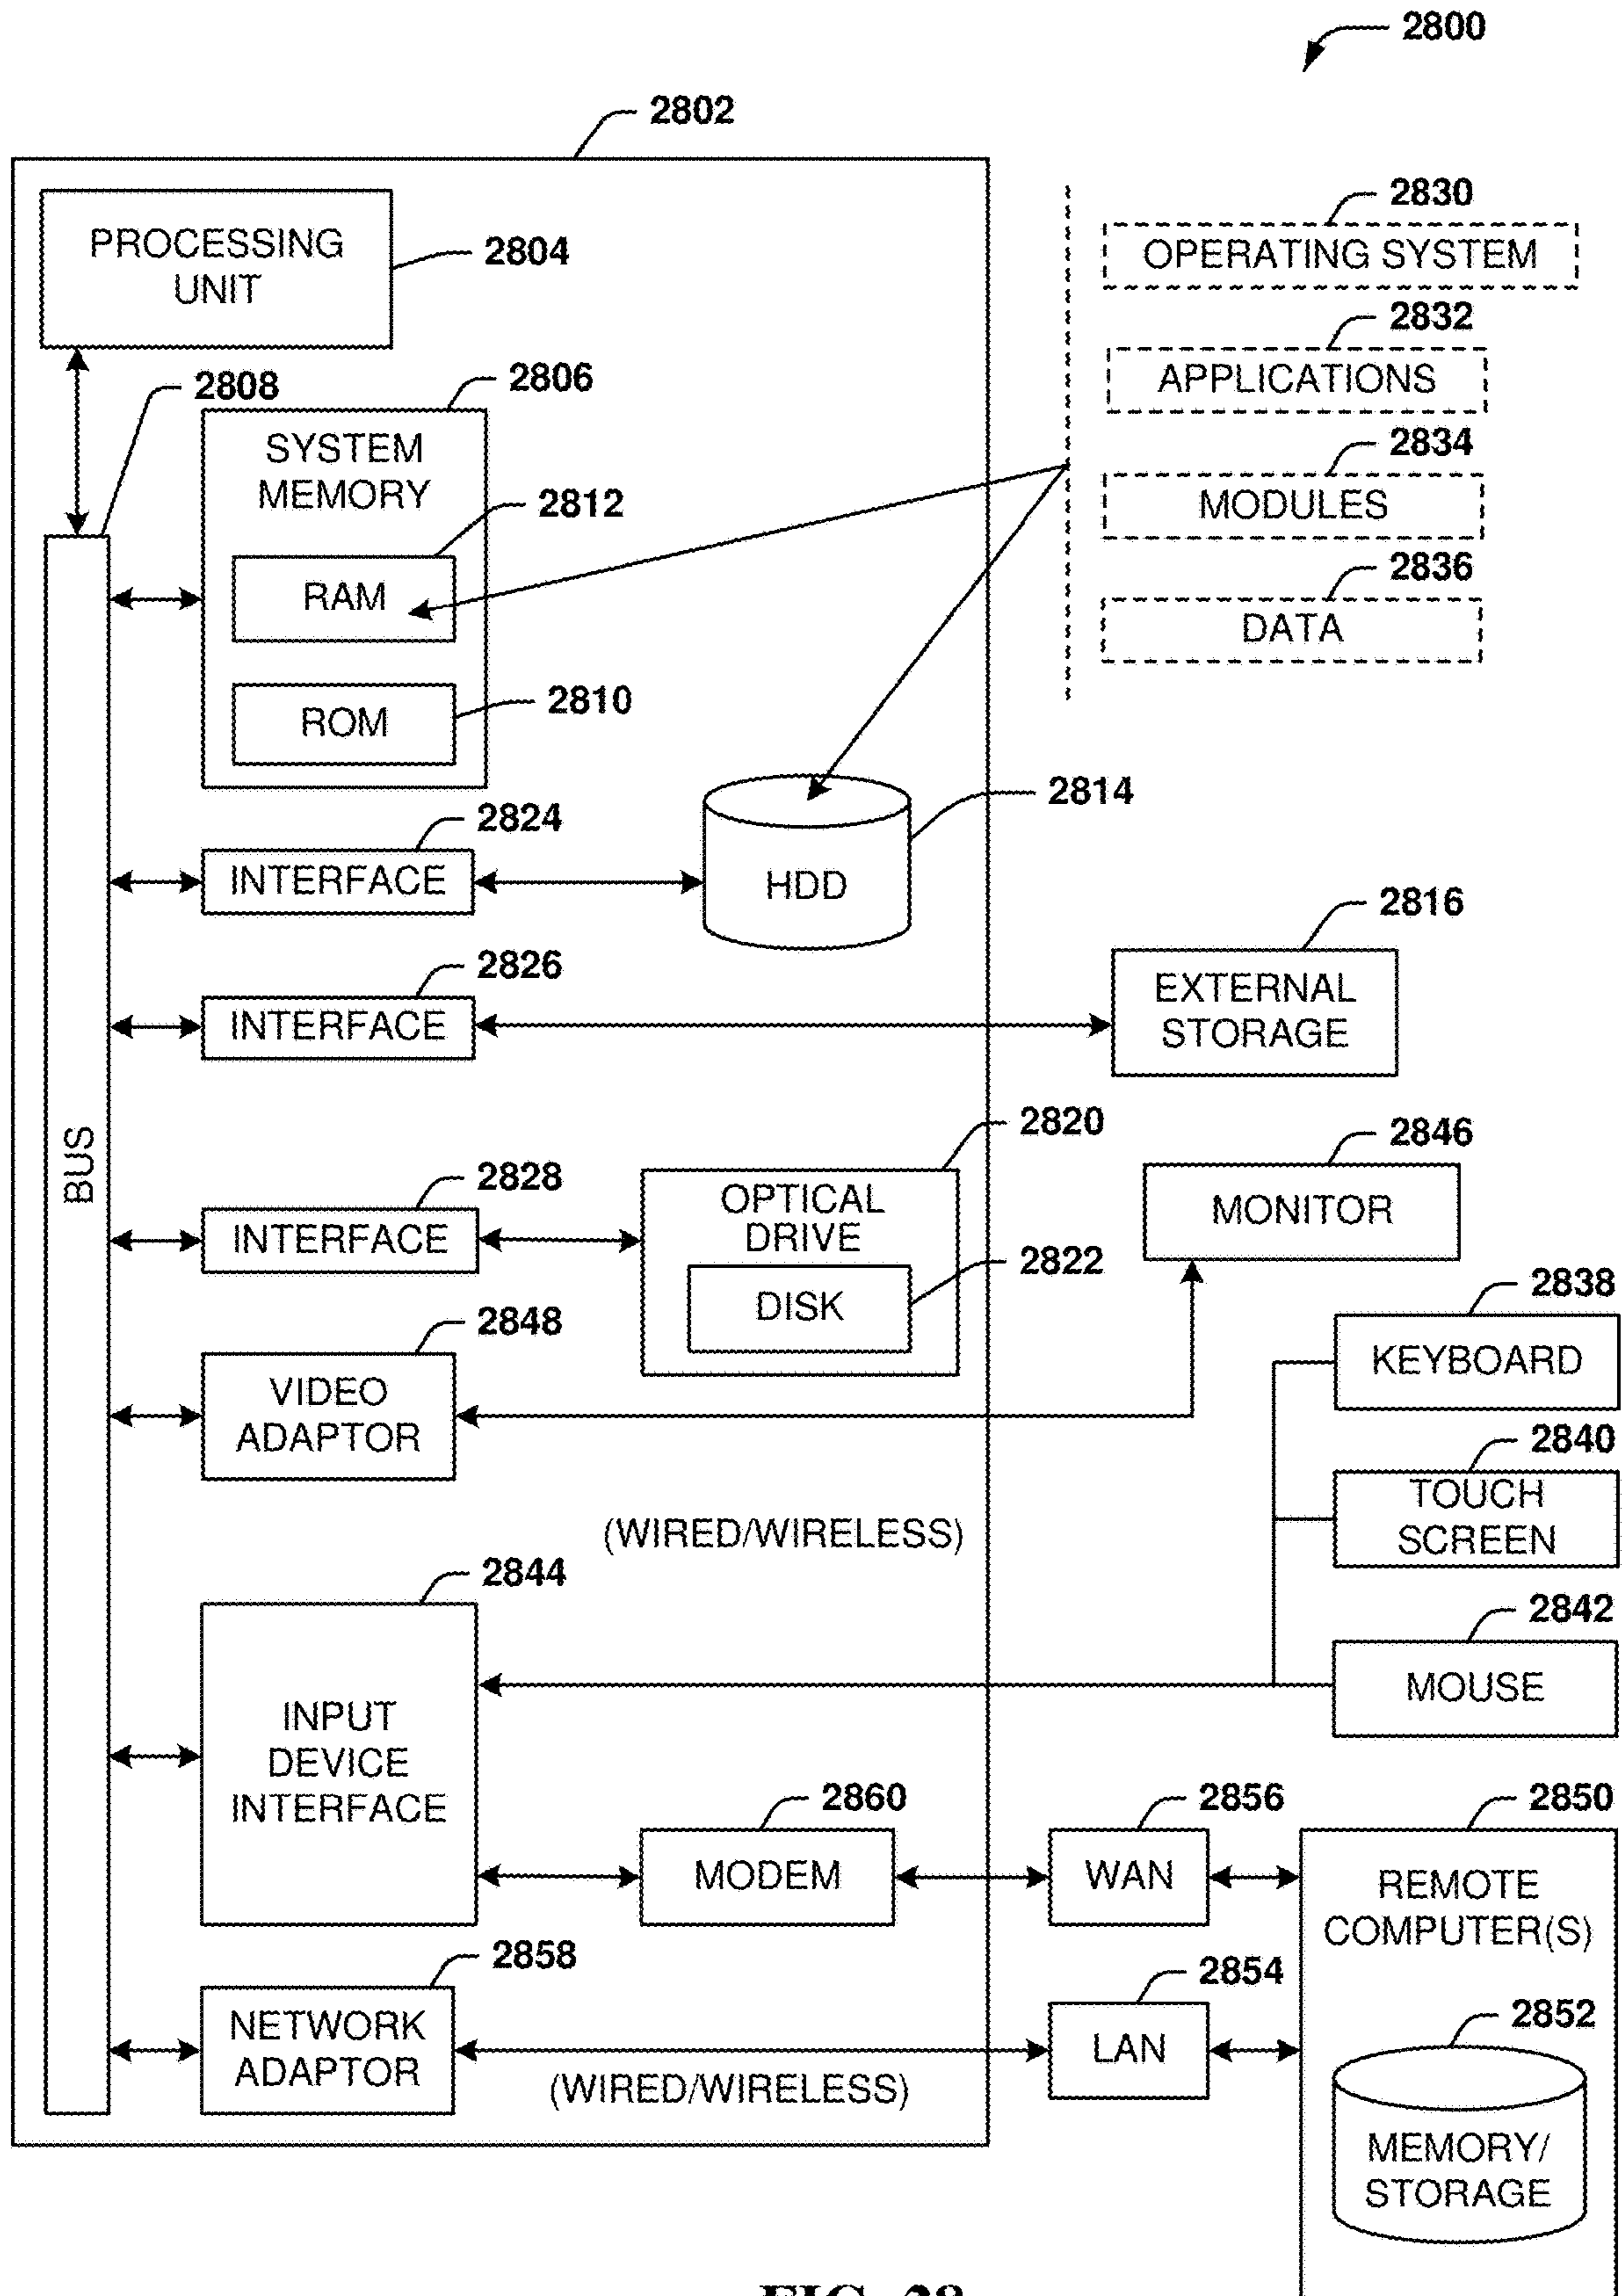 2800
2802
PROCESSING
UNIT
2804
2830
OPERATING SYSTEM
2832
APPLICATIONS
2834
MODULES
2836
DATA
2808
2806
SYSTEM
MEMORY
2812
RAM
ROM
2810
2824
INTERFACE
HDD
2814
2826
INTERFACE
2816
EXTERNAL
STORAGE
BUS
2828
INTERFACE
2820
OPTICAL
DRIVE
2822
DISK
2846
MONITOR
2848
VIDEO
ADAPTOR
2838
KEYBOARD
2840
TOUCH
SCREEN
(WIRED/WIRELESS)
2842
MOUSE
2844
INPUT
DEVICE
INTERFACE
2860
MODEM
2856
WAN
2850
REMOTE
COMPUTER(S)
2858
NETWORK
ADAPTOR
(WIRED/WIRELESS)
2854
LAN
2852
MEMORY/
STORAGE
FIG. 28